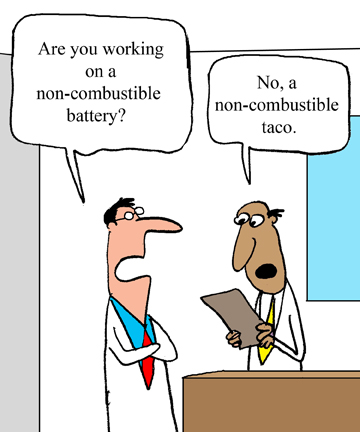 Are you working
on a
non-combustible
battery?
No, a
non-combustible
taco.